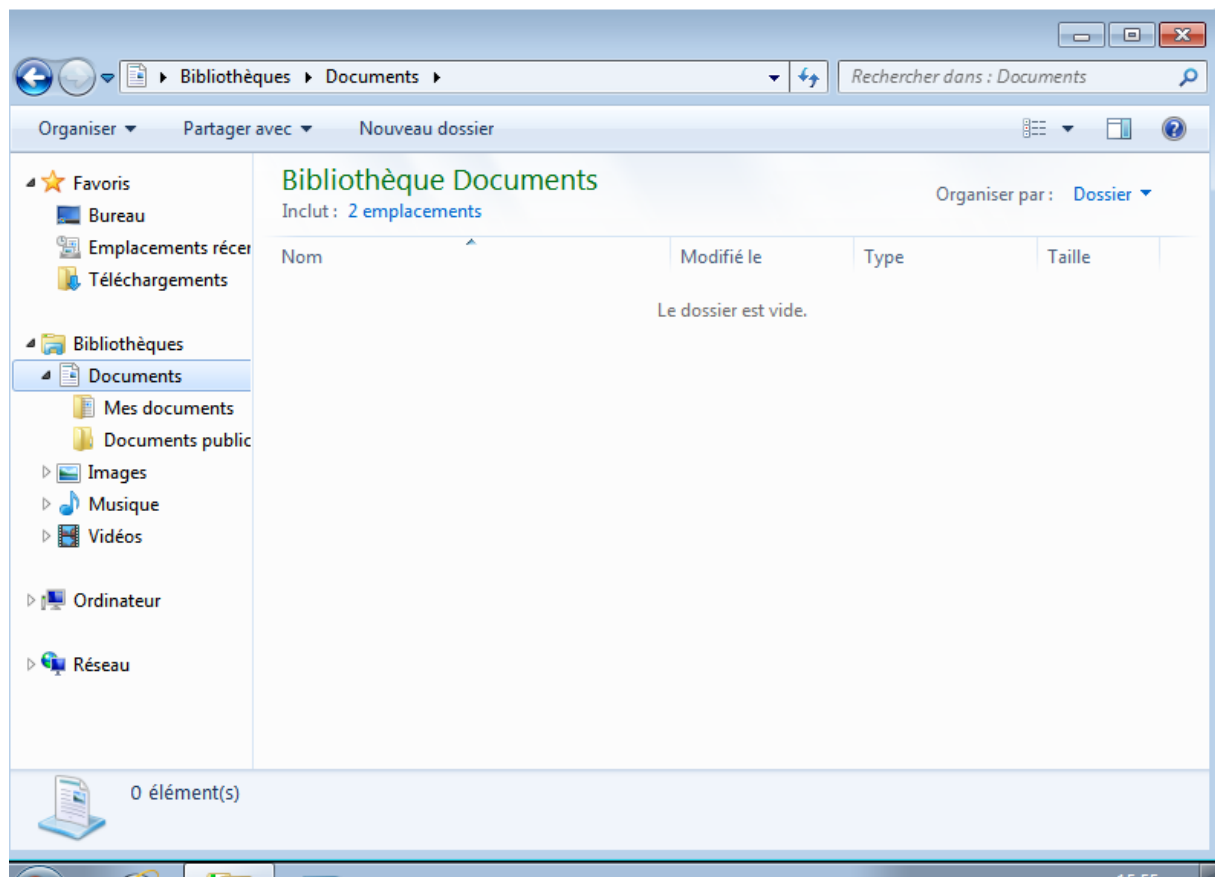 Bibliothèques Documents
Rechercher dans : Documents
Organiser Partager avec Nouveau dossier
Favoris
Bureau
Emplacements récer
Téléchargements
Bibliothèques
Documents
Mes documents
Documents public
Images
Musique
Vidéos
Ordinateur
Réseau
Bibliothèque Documents
Inclut : 2 emplacements
Organiser par : Dossier
Nom Modifié le Type Taille
Le dossier est vide.
0 élément(s)